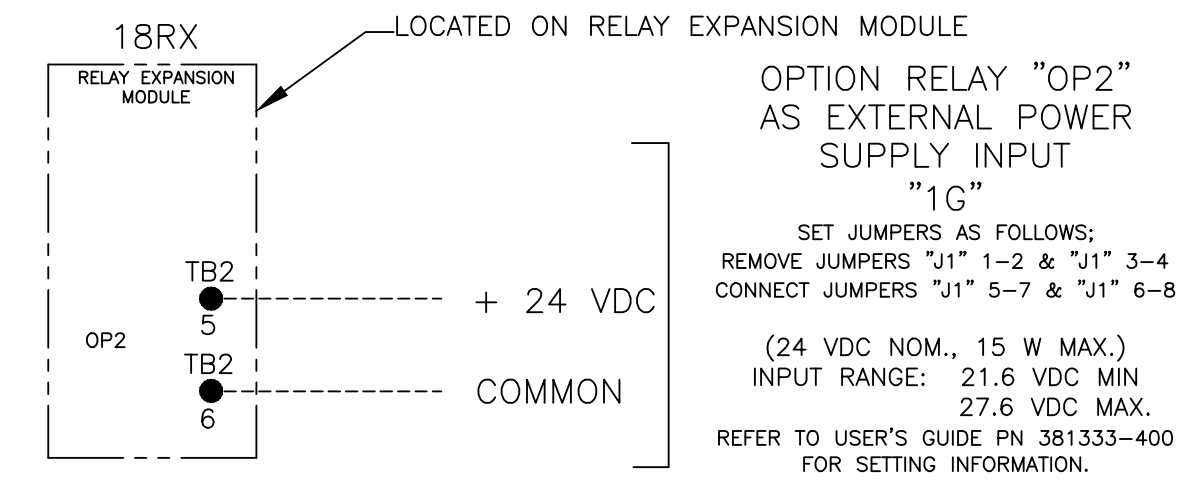 18RX
LOCATED ON RELAY EXPANSION MODULE
RELAY EXPANSION
MODULE
TB2
5
OP2
TB2
6
+ 24 VDC
COMMON
OPTION RELAY "OP2"
AS EXTERNAL POWER
SUPPLY INPUT
"1G"
SET JUMPERS AS FOLLOWS;
REMOVE JUMPERS "J1" 1-2 & "J1" 3-4
CONNECT JUMPERS "J1" 5-7 & "J1" 6-8
(24 VDC NOM., 15 W MAX.)
INPUT RANGE: 21.6 VDC MIN
27.6 VDC MAX.
REFER TO USER'S GUIDE PN 381333-400
FOR SETTING INFORMATION.